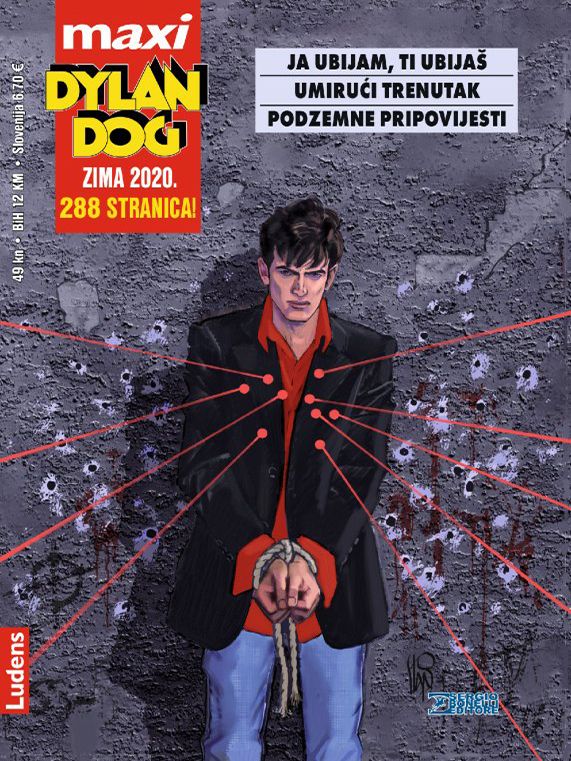 maxi
DYLAN
DOG
ZIMA 2020.
288 STRANICA!
JA UBIJAM, TI UBIJAŠ
UMIRUĆI TRENUTAK
PODZEMNE PRIPOVIJESTI
49 kn • BiH 12 KM • Slovenija 6.70 €
Ludens
SERGIO
BONELLI
EDITORE